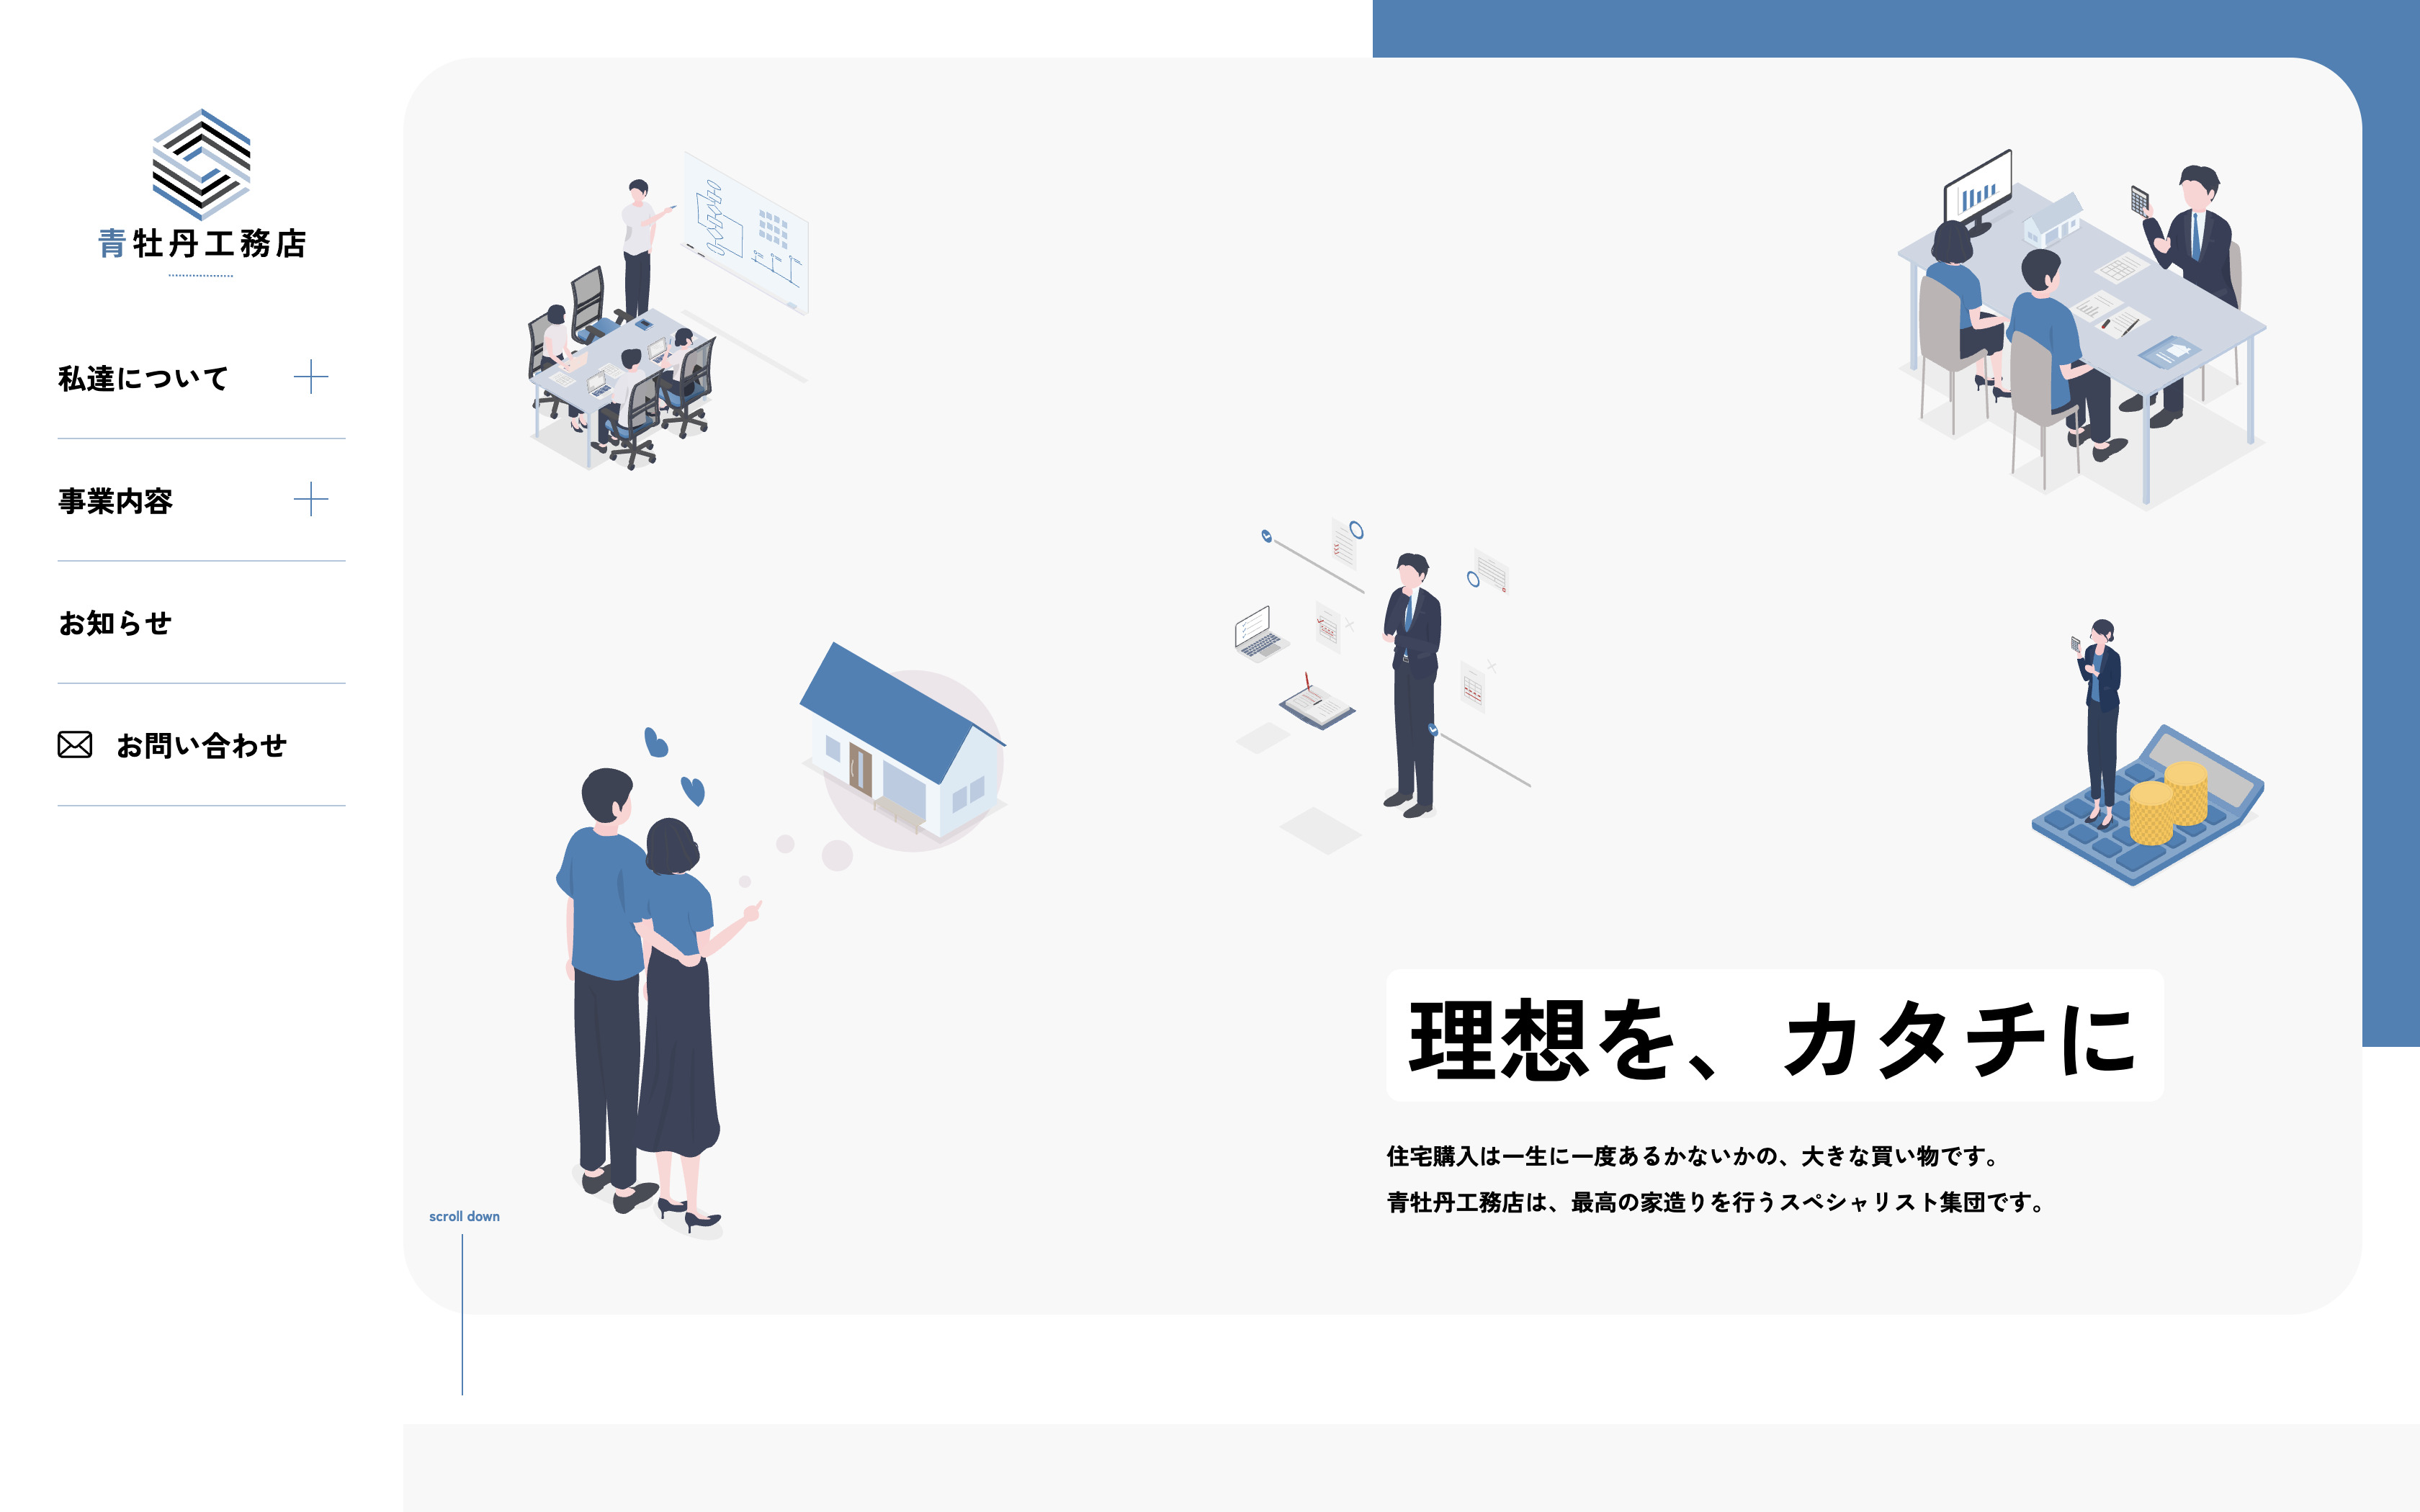 青牡丹工務店
私達について
事業内容
お知らせ
お問い合わせ
理想を、カタチに
住宅購入は一生に一度あるかないかの、大きな買い物です。
青牡丹工務店は、最高の家造りを行うスペシャリスト集団です。
scroll down